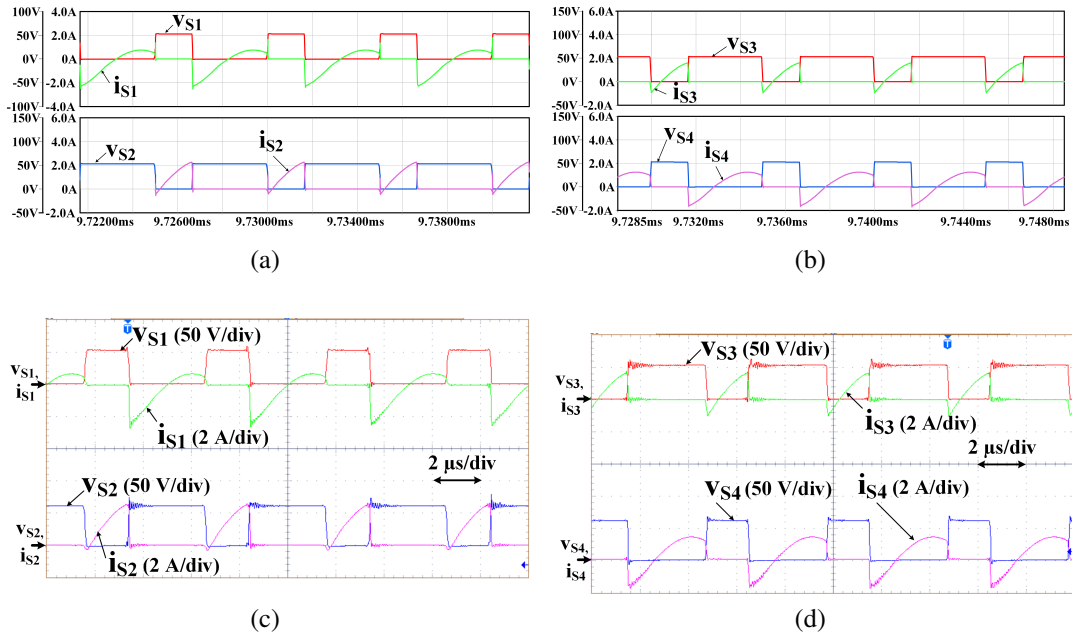 100V 4.0A
50V 2.0A
0V 0A
-50V -2.0A
-100V -4.0A
vS1
iS1
150V 6.0A
100V 4.0A
50V 2.0A
0V 0A
-50V -2.0A
vS2
iS2
9.72200ms 9.72600ms 9.73000ms 9.73400ms 9.73800ms
(a)
150V 6.0A
100V 4.0A
50V 2.0A
0V 0A
-50V -2.0A
vS3
iS3
150V 6.0A
100V 4.0A
50V 2.0A
0V 0A
-50V -2.0A
vS4
iS4
9.7285ms 9.7320ms 9.7360ms 9.7400ms 9.7440ms 9.7480ms
(b)
T
vS1 (50 V/div)
vS1,
iS1
iS1 (2 A/div)
2 µs/div
vS2 (50 V/div)
vS2,
iS2
iS2 (2 A/div)
(c)
T
vS3 (50 V/div)
vS3,
iS3
iS3 (2 A/div)
2 µs/div
vS4 (50 V/div)
iS4 (2 A/div)
vS4,
iS4
(d)